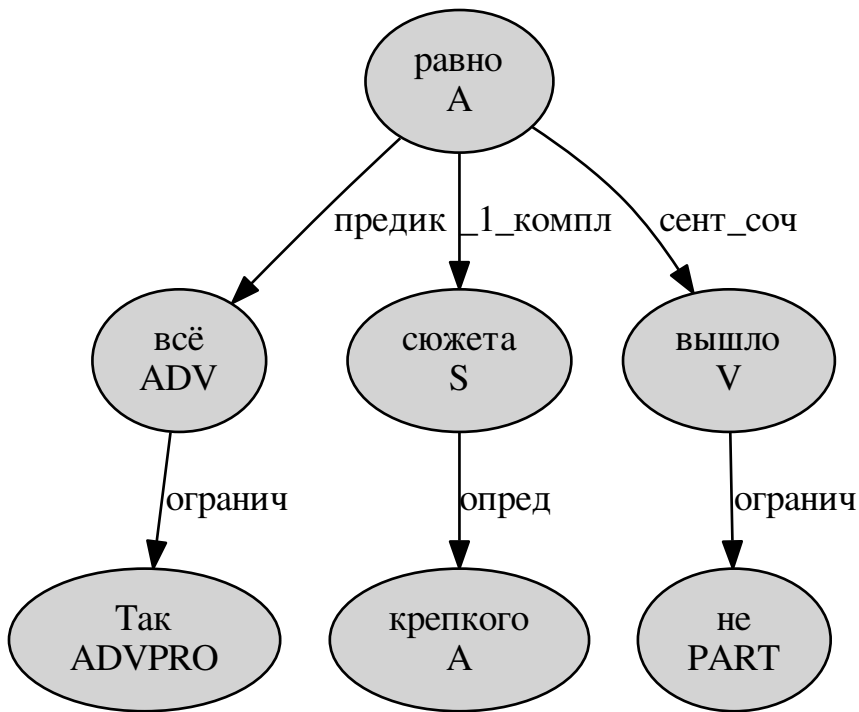 равно
A
предик
_1_компл
сент_соч
всё
ADV
сюжета
S
вышло
V
огранич
опред
огранич
Так
ADVPRO
крепкого
A
не
PART